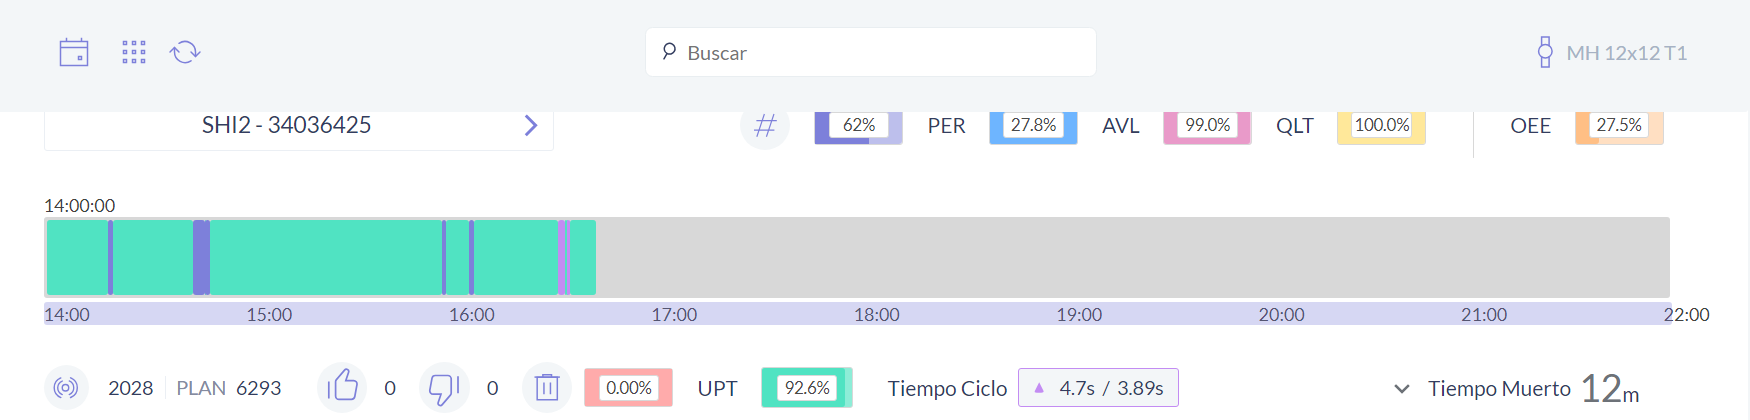 Buscar
MH 12x12 T1
SHI2 - 34036425
# 62% PER 27.8% AVL 99.0% QLT 100.0% OEE 27.5%
14:00:00
14:00 15:00 16:00 17:00 18:00 19:00 20:00 21:00 22:00
2028 PLAN 6293 0 0 0.00% UPT 92.6% Tiempo Ciclo 4.7s / 3.89s Tiempo Muerto 12m